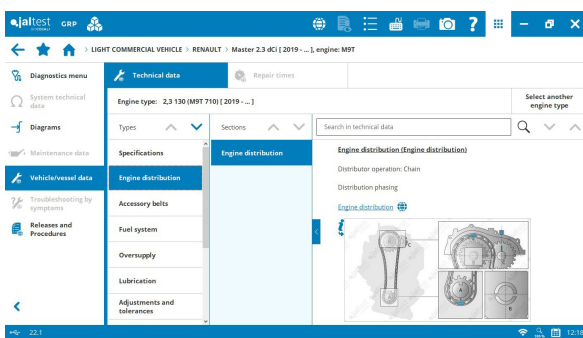 jaltest GRP
LIGHT COMMERCIAL VEHICLE > RENAULT > Master 2.3 dCi [ 2019 - ... ], engine: M9T
Diagnostics menu
System technical data
Diagrams
Maintenance data
Vehicle/vessel data
Troubleshooting by symptoms
Releases and Procedures
22.1
Technical data
Repair times
Engine type: 2,3 130 (M9T 710) [ 2019 - ... ]
Select another engine type
Types
Sections
Search in technical data
Specifications
Engine distribution
Accessory belts
Fuel system
Oversupply
Lubrication
Adjustments and tolerances
Engine distribution
Engine distribution (Engine distribution)
Distributor operation: Chain
Distribution phasing
Engine distribution
C
A
B
100%
12:18